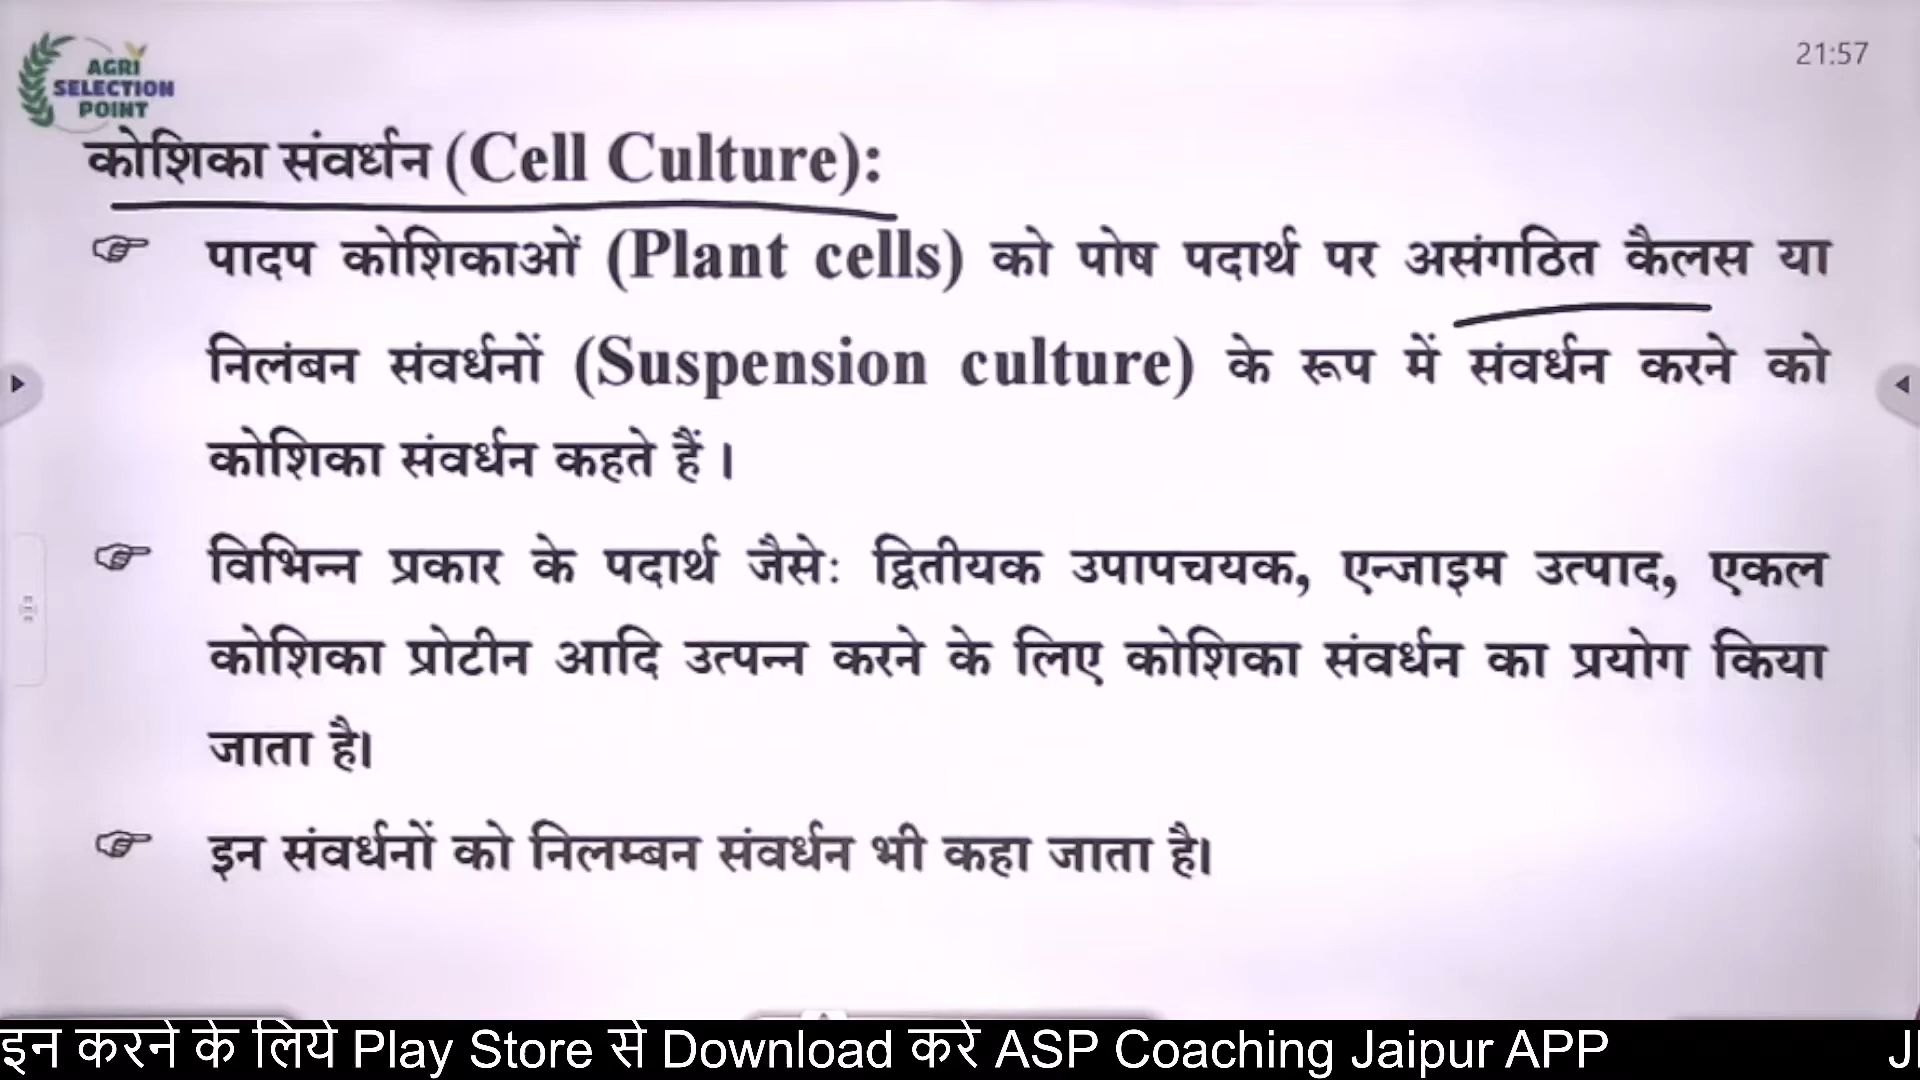 AGRI
SELECTION
POINT
21:57
कोशिका संवर्धन (Cell Culture):
पादप कोशिकाओं (Plant cells) को पोष पदार्थ पर असंगठित कैलस या
निलंबन संवर्धनों (Suspension culture) के रूप में संवर्धन करने को
कोशिका संवर्धन कहते हैं ।
विभिन्न प्रकार के पदार्थ जैसेः द्वितीयक उपापचयक, एन्जाइम उत्पाद, एकल
कोशिका प्रोटीन आदि उत्पन्न करने के लिए कोशिका संवर्धन का प्रयोग किया
जाता है।
इन संवर्धनों को निलम्बन संवर्धन भी कहा जाता है।
इन करने के लिये Play Store से Download करे ASP Coaching Jaipur APP